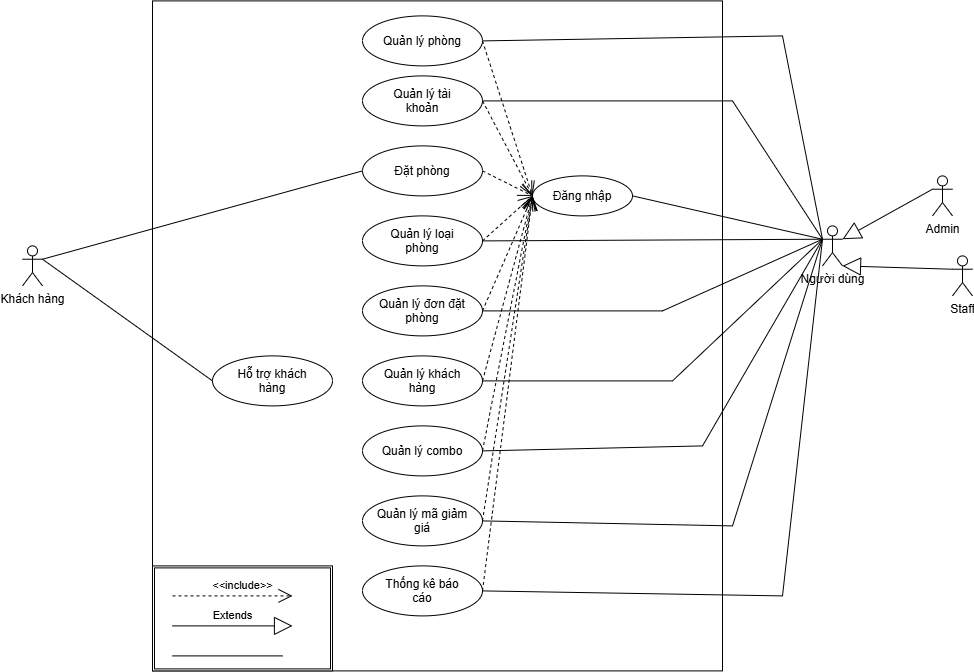 Quản lý phòng
Quản lý tài
khoản
Đặt phòng
Đăng nhập
Quản lý loại
phòng
Admin
Người dùng
Khách hàng
Staff
Quản lý đơn đặt
phòng
Hỗ trợ khách
hàng
Quản lý khách
hàng
Quản lý combo
Quản lý mã giảm
giá
Thống kê báo
cáo
<<include>>
Extends